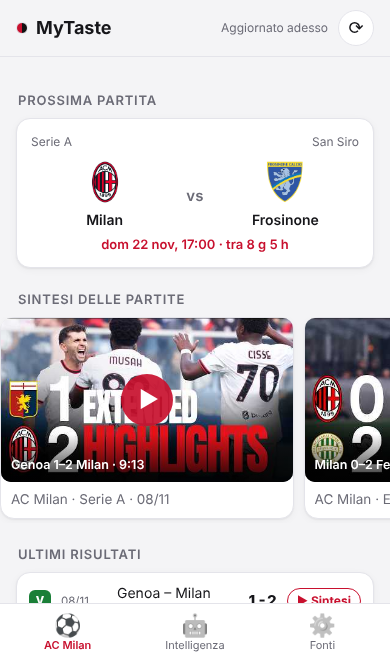 MyTaste
Aggiornato adesso
PROSSIMA PARTITA
Serie A
San Siro
Milan
vs
Frosinone
dom 22 nov, 17:00 · tra 8 g 5 h
SINTESI DELLE PARTITE
MUSAH
CISSE
70
1 EXTENDED
2 HIGHLIGHTS
Genoa 1–2 Milan · 9:13
AC Milan · Serie A · 08/11
0
2
Milan 0–2 Fe
AC Milan · E
ULTIMI RISULTATI
V
08/11
Genoa – Milan
1-2
Sintesi
AC Milan
Intelligenza
Fonti